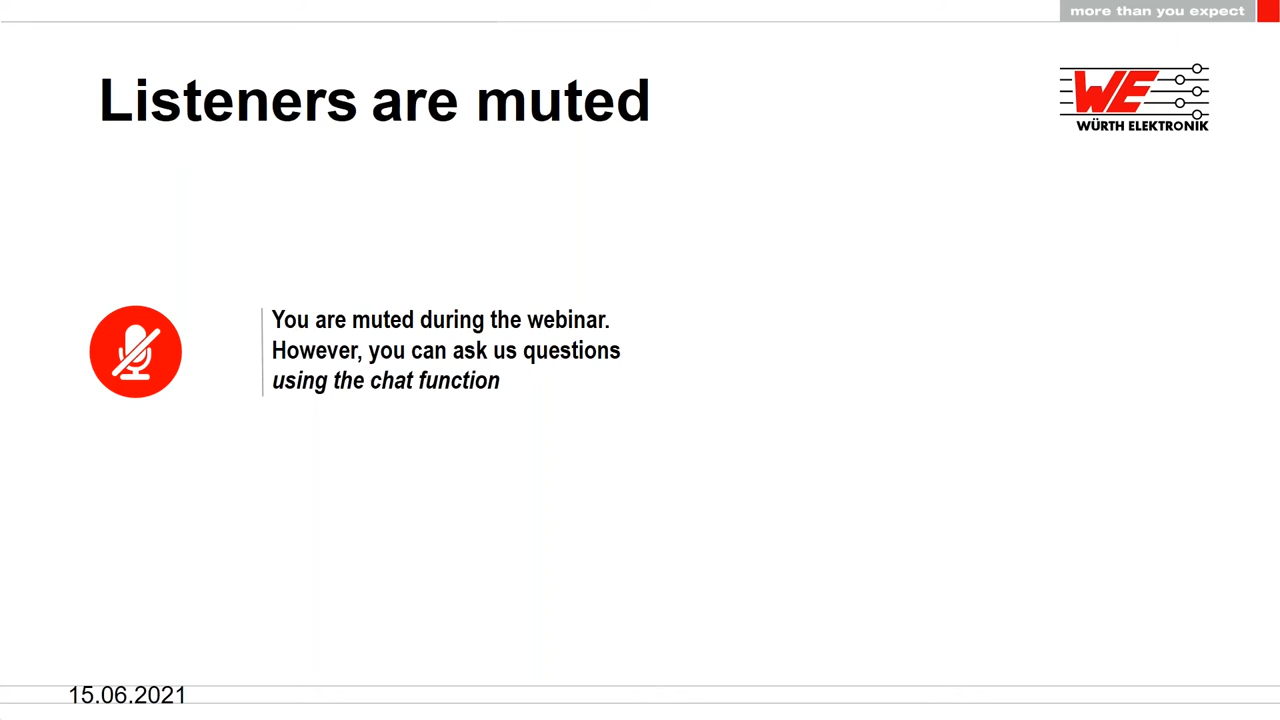 more than you expect
Listeners are muted
WE
WÜRTH ELEKTRONIK
You are muted during the webinar.
However, you can ask us questions
using the chat function
15.06.2021